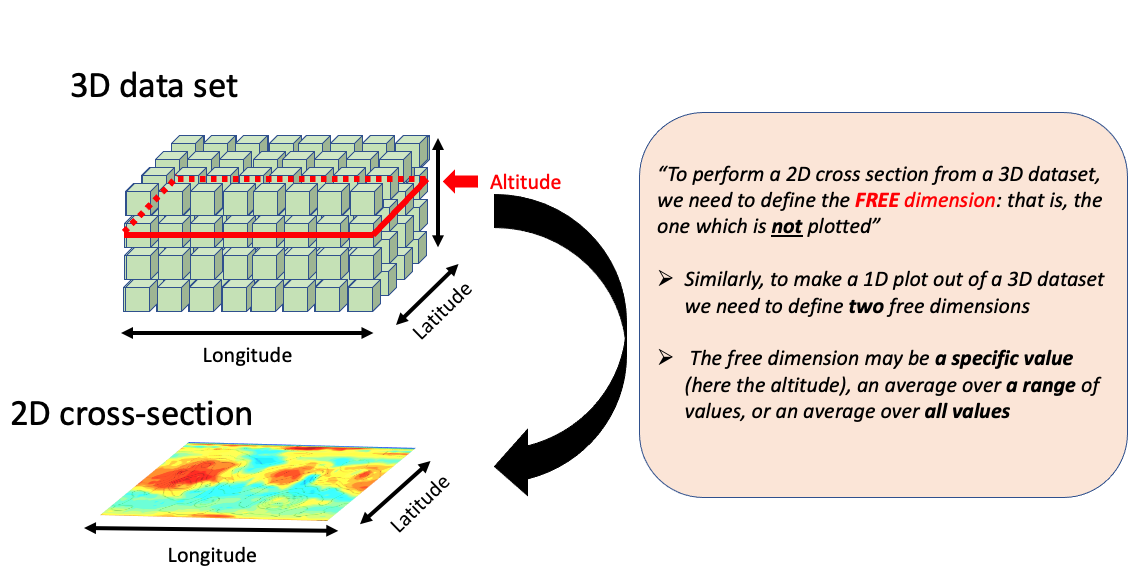 3D data set
Altitude
Latitude
Longitude
2D cross-section
Latitude
Longitude
“To perform a 2D cross section from a 3D dataset,
we need to define the FREE dimension: that is, the
one which is not plotted”
➢ Similarly, to make a 1D plot out of a 3D dataset
we need to define two free dimensions
➢ The free dimension may be a specific value
(here the altitude), an average over a range of
values, or an average over all values